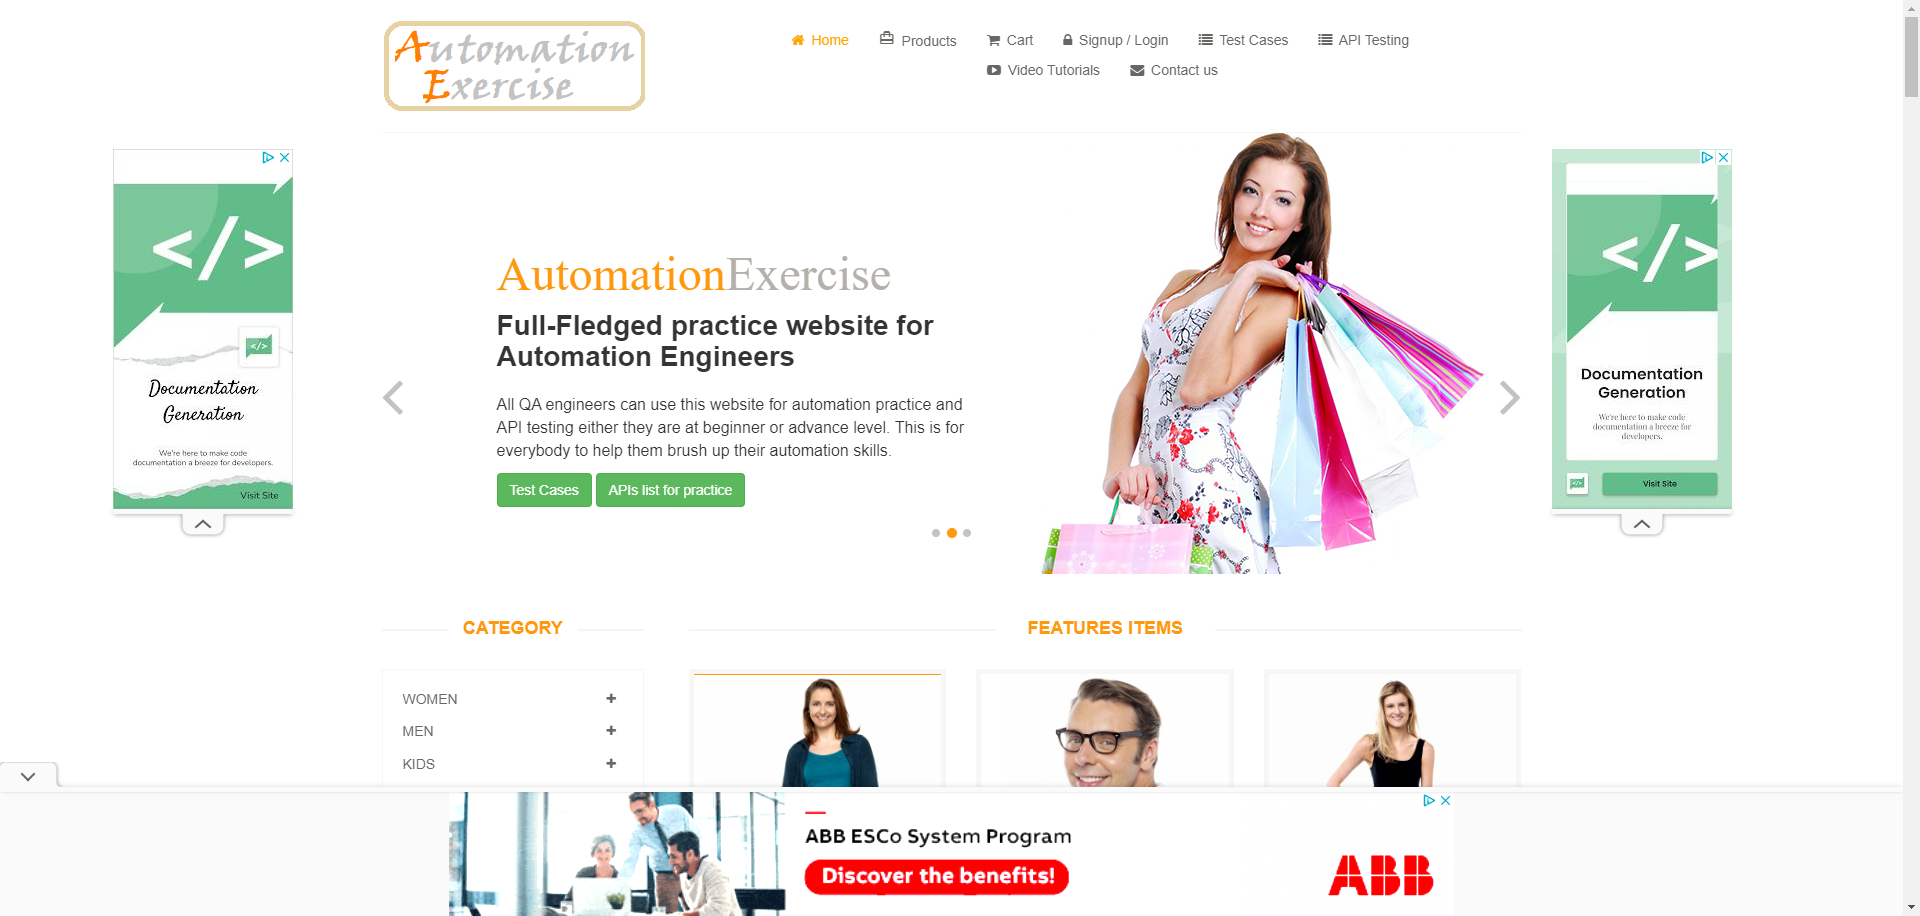 Automation
Exercise
Home
Products
Cart
Signup / Login
Test Cases
API Testing
Video Tutorials
Contact us
</>
</>
Documentation
Generation
We're here to make code
documentation a breeze for developers.
Visit Site
AutomationExercise
Full-Fledged practice website for
Automation Engineers
All QA engineers can use this website for automation practice and
API testing either they are at beginner or advance level. This is for
everybody to help them brush up their automation skills.
Test Cases
APIs list for practice
</>
Documentation
Generation
We're here to make code
documentation a breeze for
developers.
</>
Visit Site
CATEGORY
WOMEN
MEN
KIDS
FEATURES ITEMS
ABB ESCo System Program
Discover the benefits!
ABB